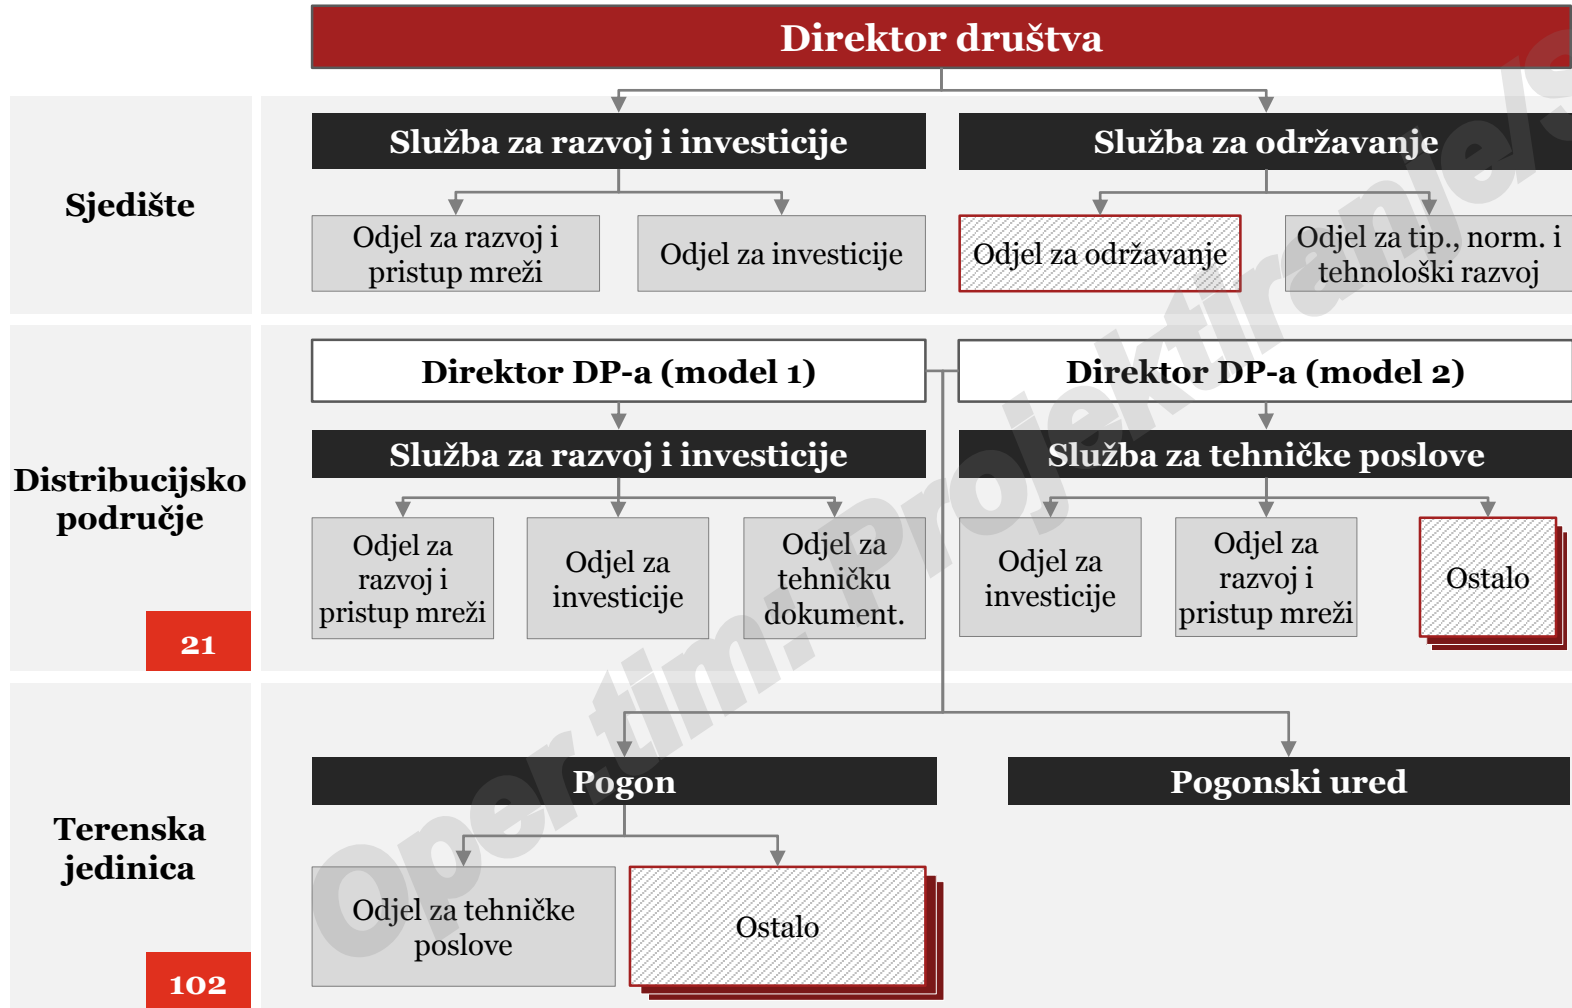 Direktor društva
Sjedište
Služba za razvoj i investicije
Služba za održavanje
Odjel za razvoj i
pristup mreži
Odjel za investicije
Odjel za održavanje
Odjel za tip., norm. i
tehnološki razvoj
Distribucijsko
područje
21
Direktor DP-a (model 1)
Direktor DP-a (model 2)
Služba za razvoj i investicije
Služba za tehničke poslove
Odjel za
razvoj i
pristup mreži
Odjel za
investicije
Odjel za
tehničku
dokument.
Odjel za
investicije
Odjel za
razvoj i
pristup mreži
Ostalo
Terenska
jedinica
102
Pogon
Pogonski ured
Odjel za tehničke
poslove
Ostalo
Oper.tim: Projektiranje/S